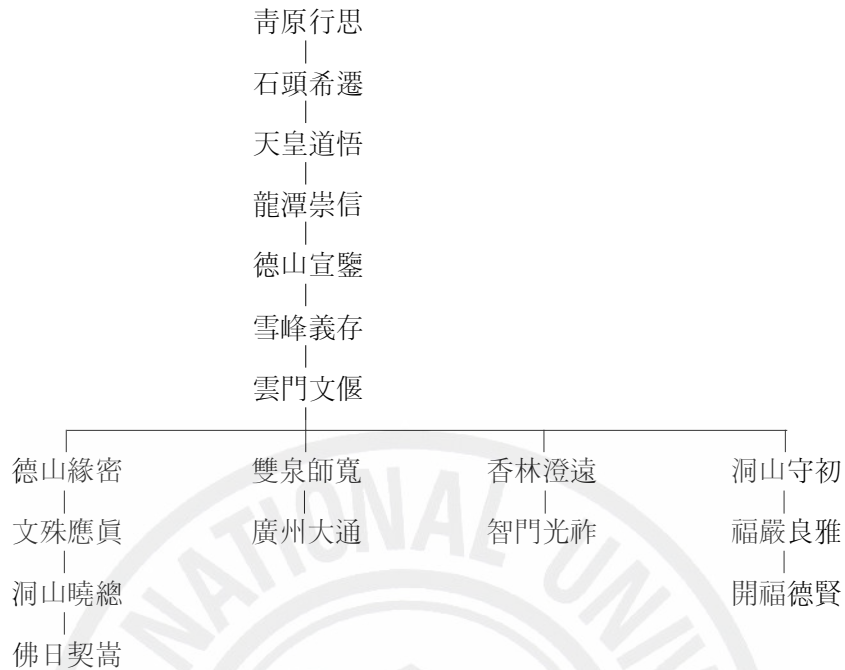 靑原行思
石頭希遷
天皇道悟
龍潭崇信
德山宣鑒
雪峰義存
雲門文偃
德山緣密 雙泉師寬 香林澄遠 洞山守初
文殊應眞 廣州大通 智門光祚 福嚴良雅
洞山曉總 開福德賢
佛日契嵩
NATIONAL UNIV